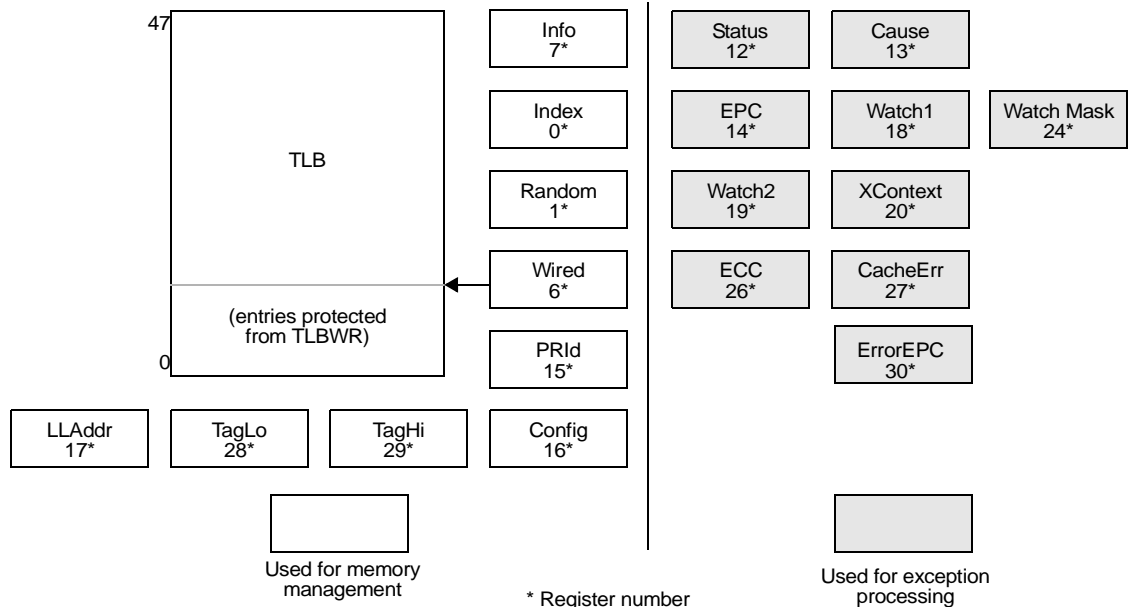 47
TLB
(entries protected
from TLBWR)
0
Info
7*
Index
0*
Random
1*
Wired
6*
PRId
15*
LLAddr
17*
TagLo
28*
TagHi
29*
Config
16*
Used for memory
management
* Register number
Status
12*
Cause
13*
EPC
14*
Watch1
18*
Watch Mask
24*
Watch2
19*
XContext
20*
ECC
26*
CacheErr
27*
ErrorEPC
30*
Used for exception
processing